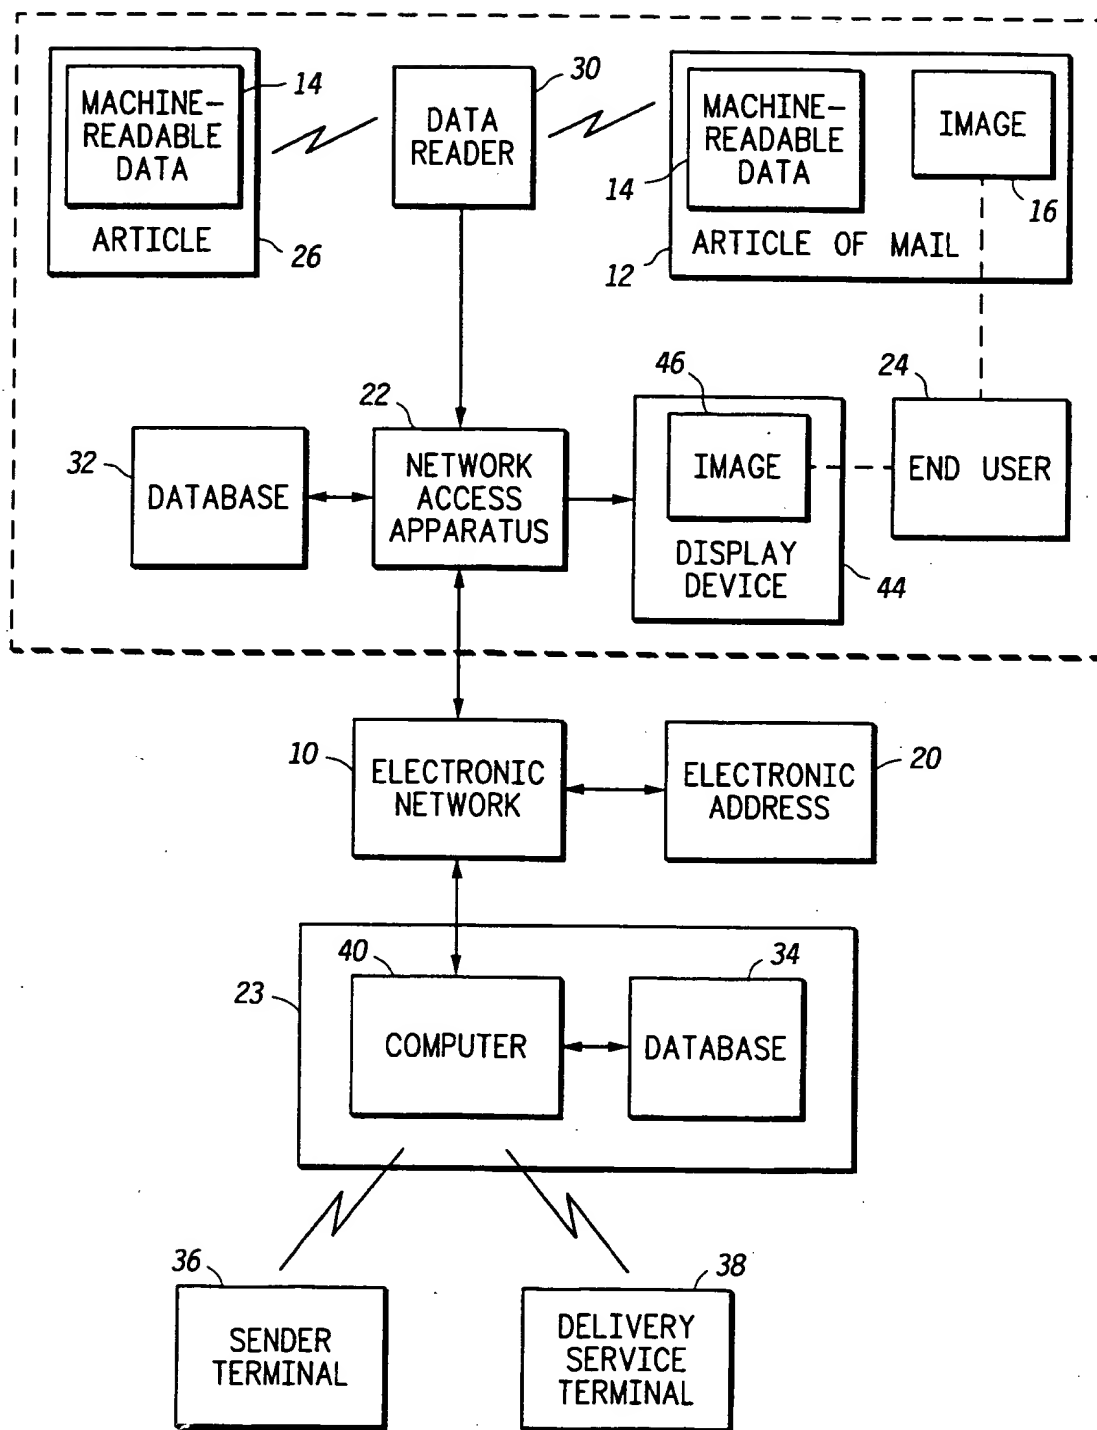 14
MACHINE-
READABLE
DATA
ARTICLE
26
30
DATA
READER
MACHINE-
READABLE
DATA
14
IMAGE
16
ARTICLE OF MAIL
12
32
DATABASE
22
NETWORK
ACCESS
APPARATUS
46
IMAGE
DISPLAY
DEVICE
44
24
END USER
10
ELECTRONIC
NETWORK
ELECTRONIC
ADDRESS
20
23
40
COMPUTER
34
DATABASE
36
SENDER
TERMINAL
38
DELIVERY
SERVICE
TERMINAL